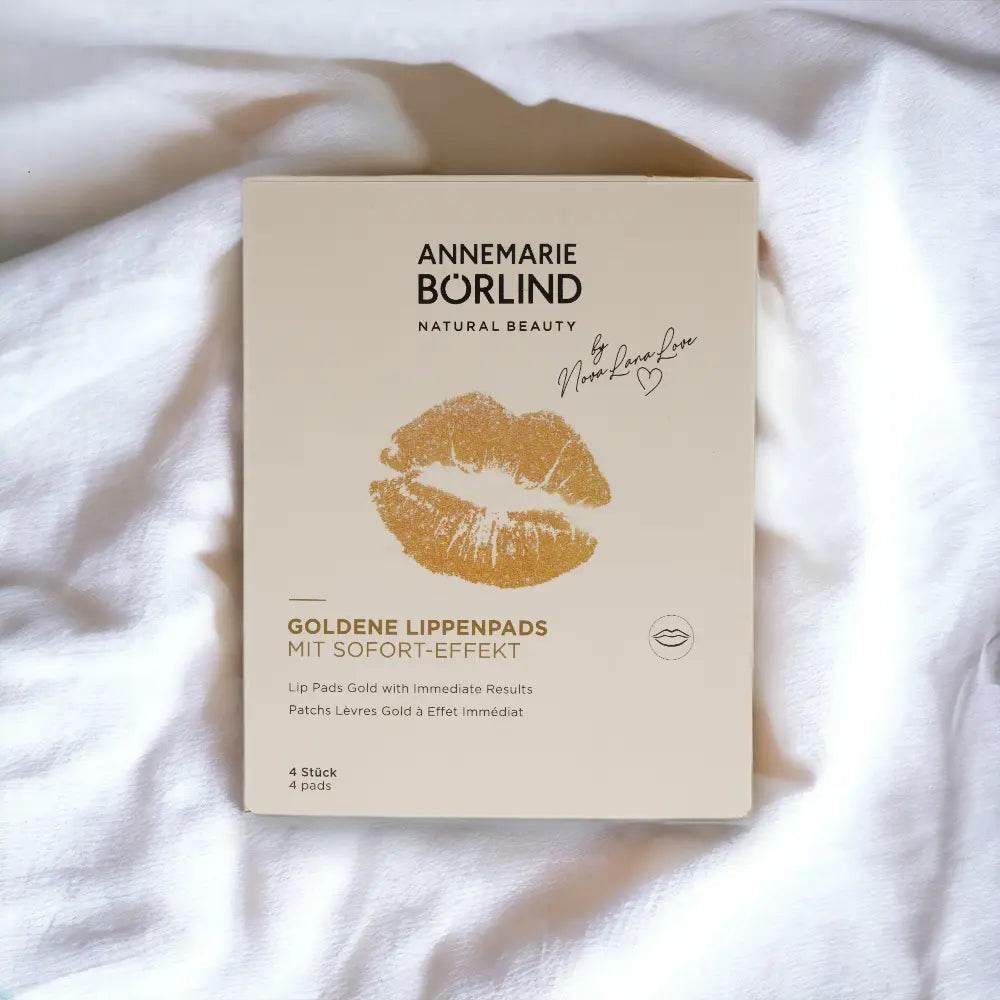 ANNEMARIE
BÖRLIND
NATURAL BEAUTY
by
Nova Lana Love
GOLDENE LIPPENPADS
MIT SOFORT-EFFEKT
Lip Pads Gold with Immediate Results
Patchs Lèvres Gold à Effet Immédiat
4 Stück
4 pads